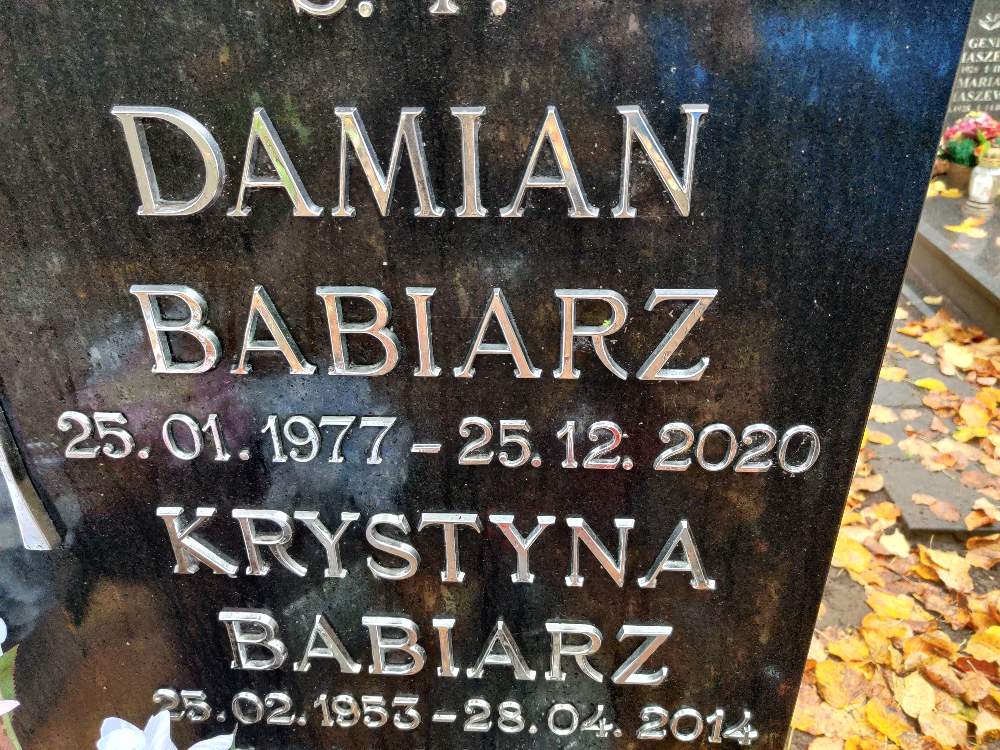 DAMIAN
BABIARZ
25.01.1977 – 25.12.2020
KRYSTYNA
BABIARZ
25.02.1953 – 28.04.2014